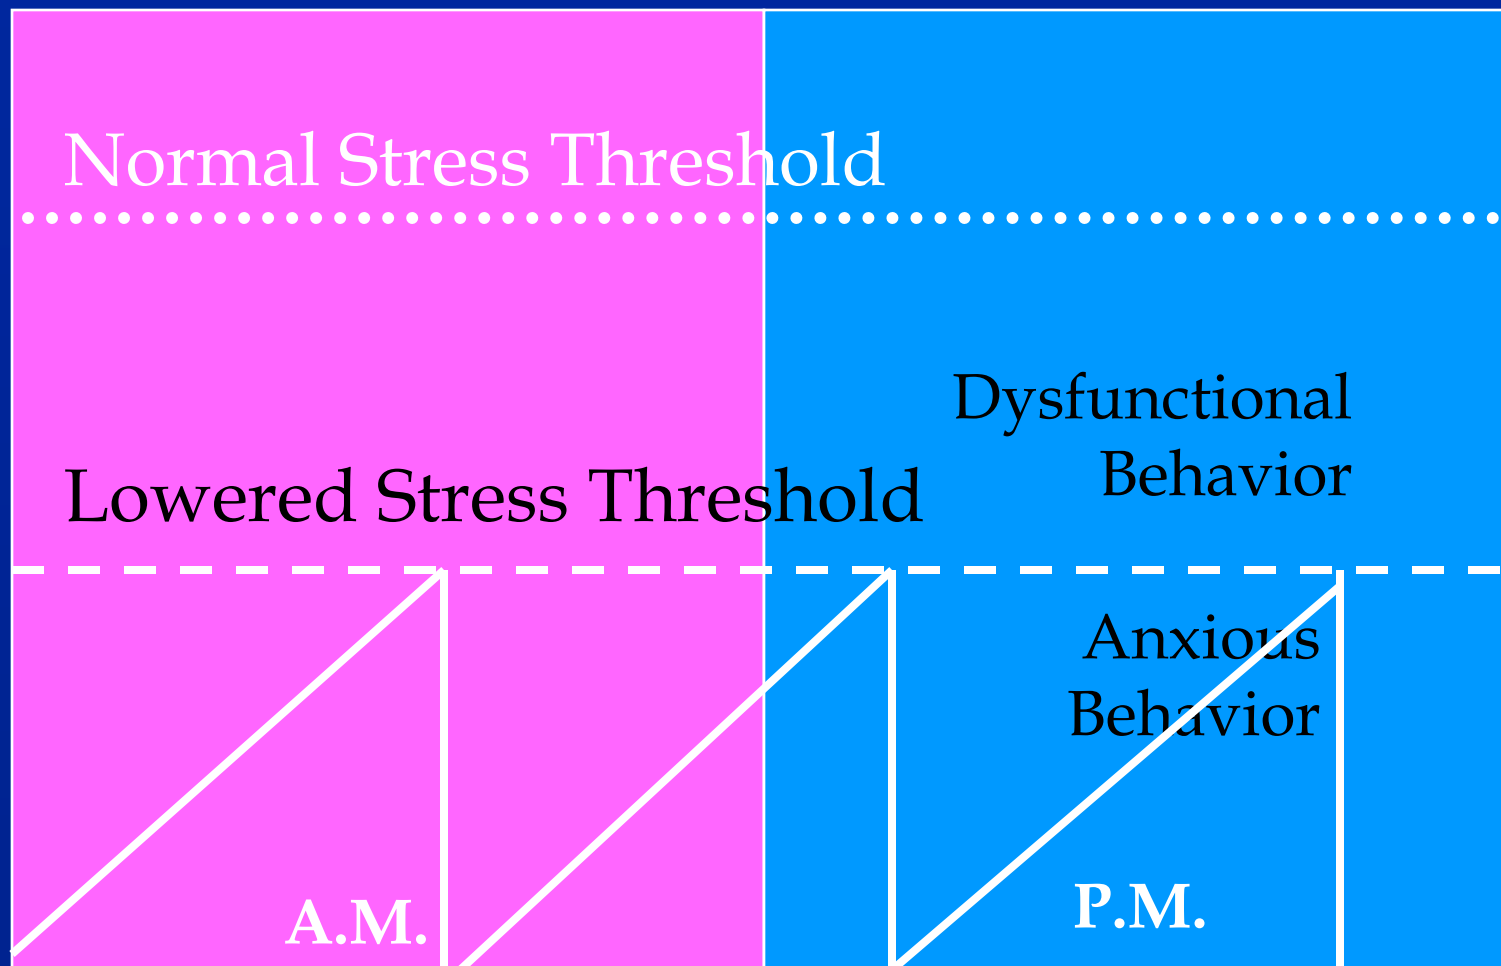 Normal Stress Threshold
Dysfunctional
Behavior
Lowered Stress Threshold
Anxious
Behavior
A.M.
P.M.